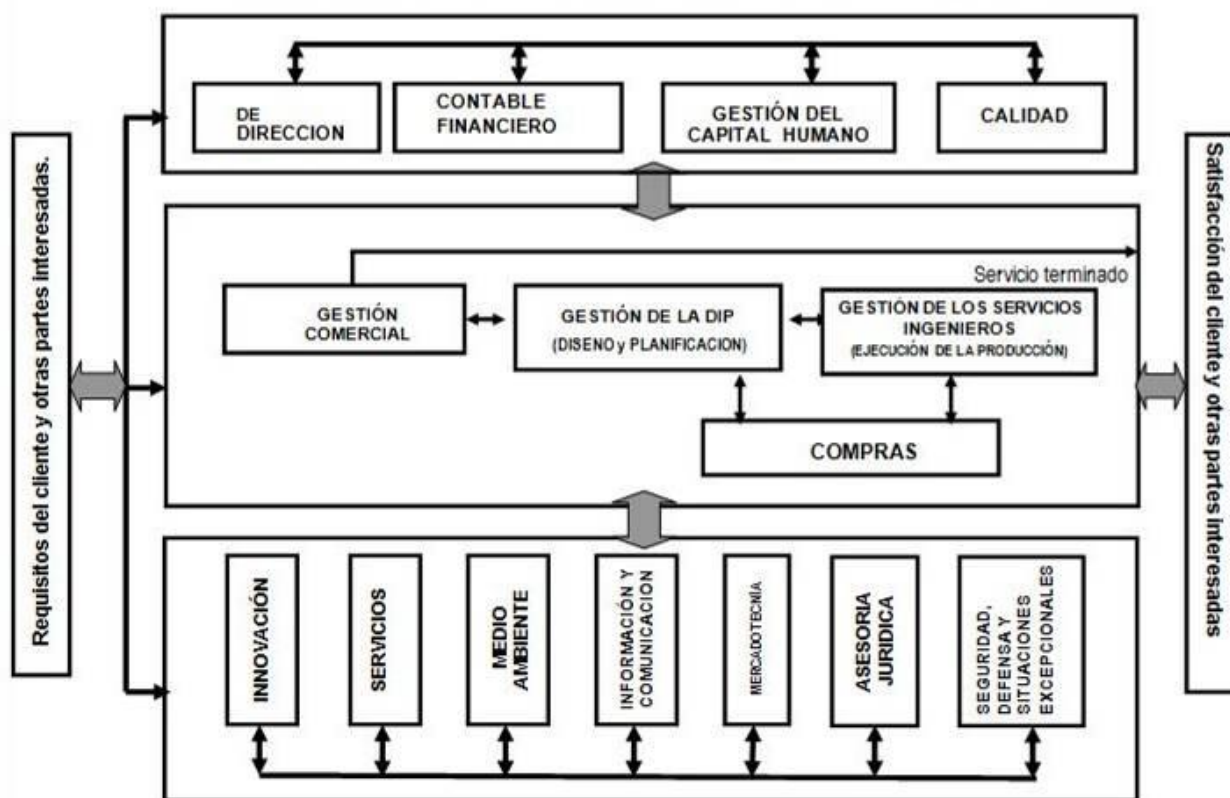 Requisitos del cliente y otras partes interesadas.
DE
DIRECCION
CONTABLE
FINANCIERO
GESTIÓN DEL
CAPITAL HUMANO
CALIDAD
Servicio terminado
GESTIÓN
COMERCIAL
GESTIÓN DE LA DIP
(DISENO y PLANIFICACION)
GESTIÓN DE LOS SERVICIOS
INGENIEROS
(EJECUCIÓN DE LA PRODUCCIÓN)
COMPRAS
INNOVACIÓN
SERVICIOS
MEDIO
AMBIENTE
INFORMACIÓN Y
COMUNICACION
MERCADOTECNÍA
ASESORIA
JURIDICA
SEGURIDAD,
DEFENSA Y
SITUACIONES
EXCEPCIONALES
Satisfacción del cliente y otras partes interesadas